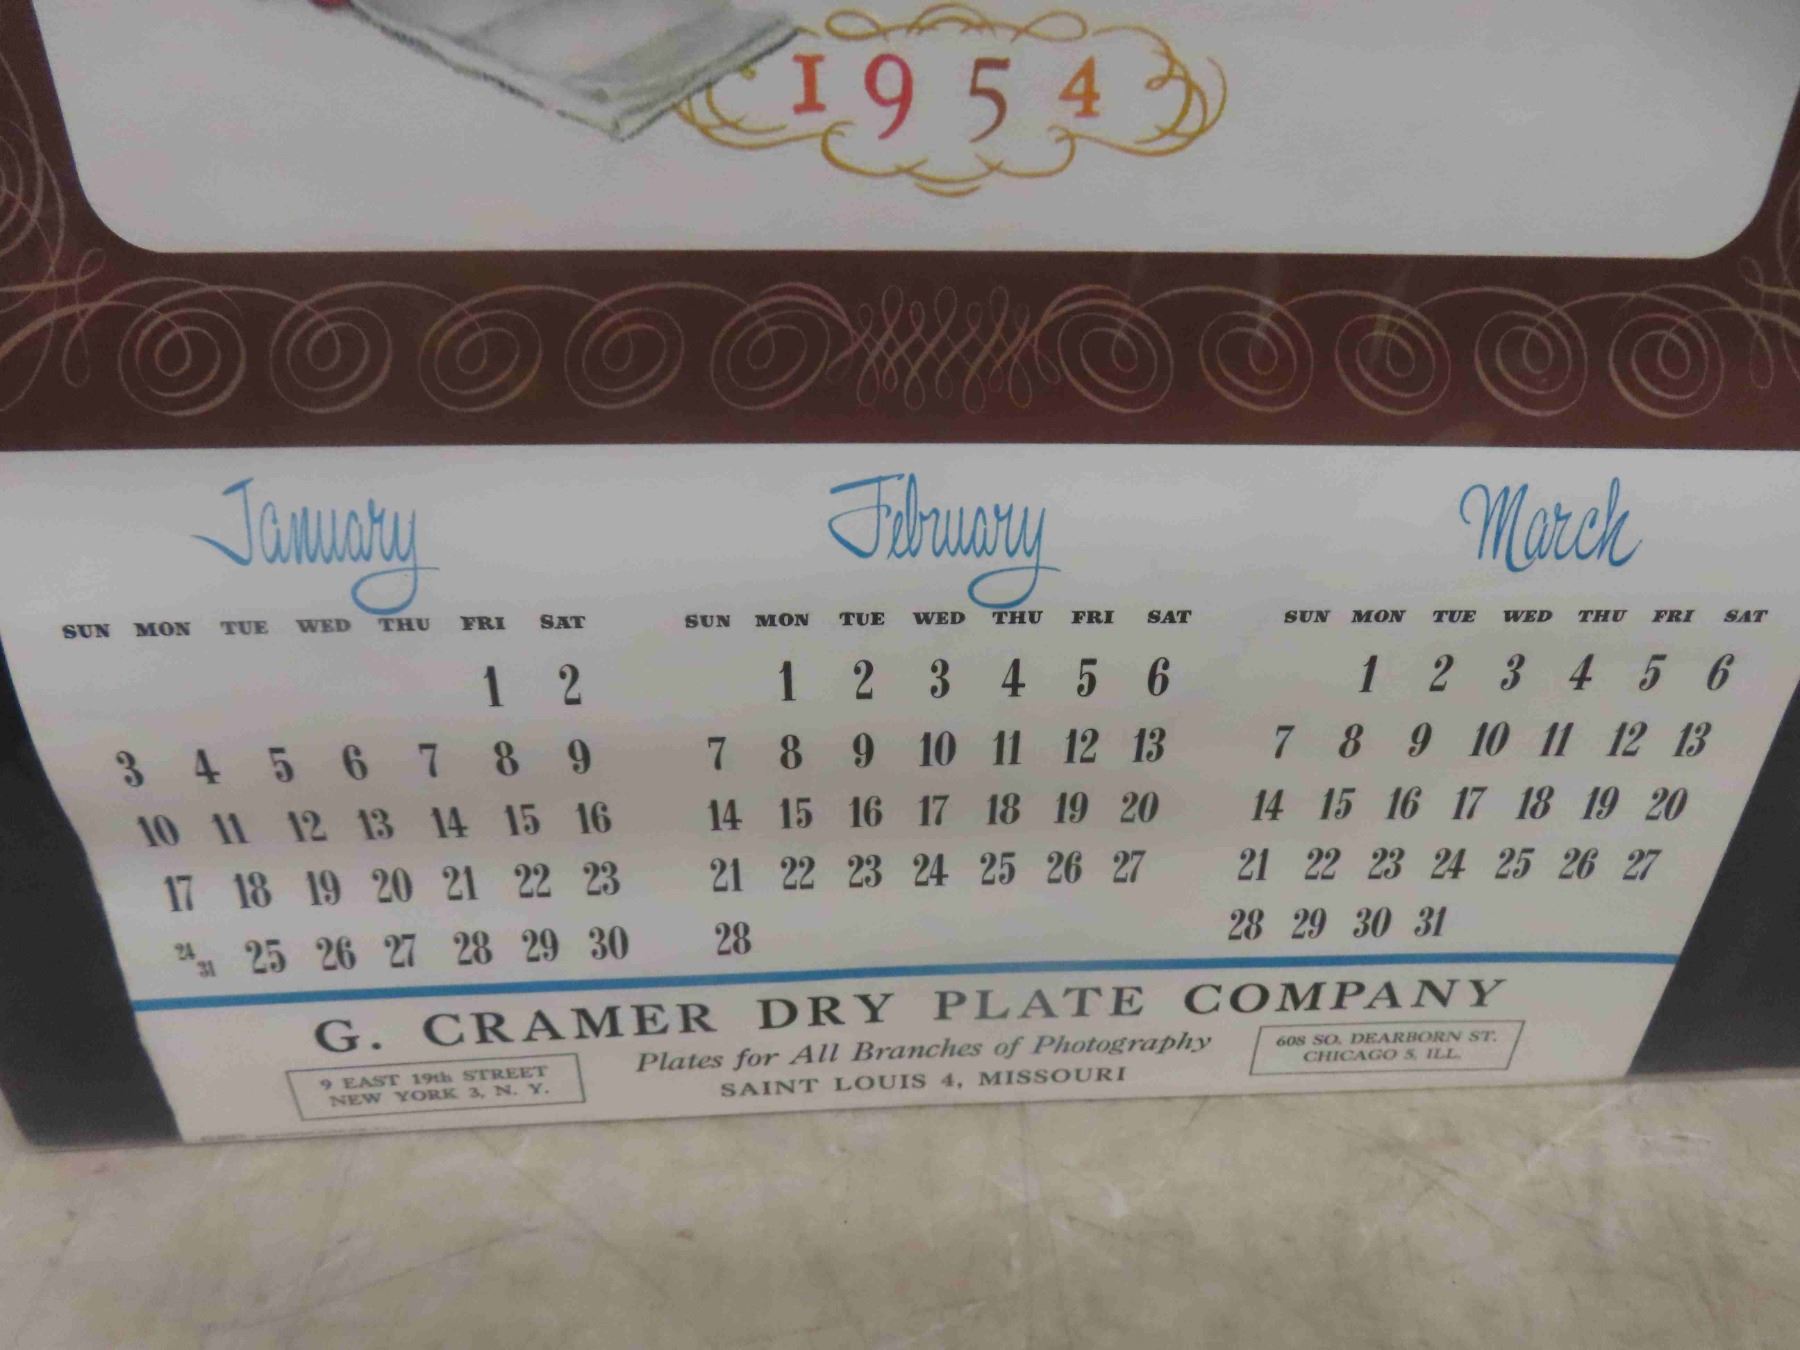 1954
January February March
SUN MON TUE WED THU FRI SAT SUN MON TUE WED THU FRI SAT SUN MON TUE WED THU FRI SAT
1 2 1 2 3 4 5 6 1 2 3 4 5 6
3 4 5 6 7 8 9 7 8 9 10 11 12 13 7 8 9 10 11 12 13
10 11 12 13 14 15 16 14 15 16 17 18 19 20 14 15 16 17 18 19 20
17 18 19 20 21 22 23 21 22 23 24 25 26 27 21 22 23 24 25 26 27
24/31 25 26 27 28 29 30 28 28 29 30 31
G. CRAMER DRY PLATE COMPANY
Plates for All Branches of Photography
SAINT LOUIS 4, MISSOURI
9 EAST 19th STREET
NEW YORK 3, N. Y.
608 SO. DEARBORN ST.
CHICAGO 5, ILL.